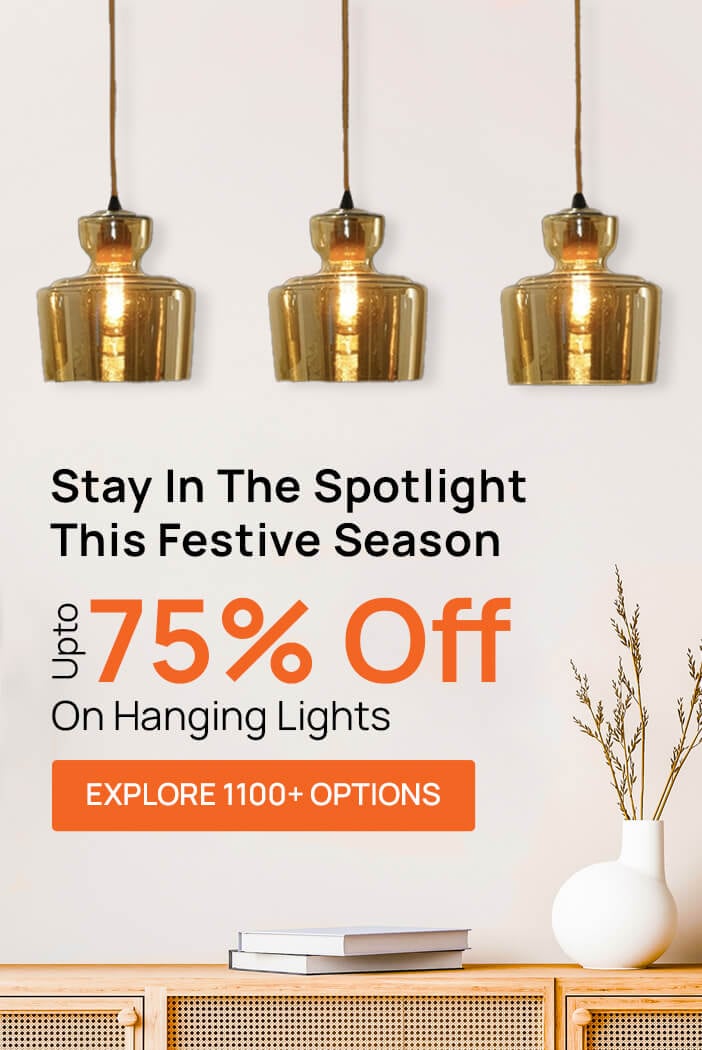 Stay In The Spotlight
This Festive Season
Upto 75% Off
On Hanging Lights
EXPLORE 1100+ OPTIONS